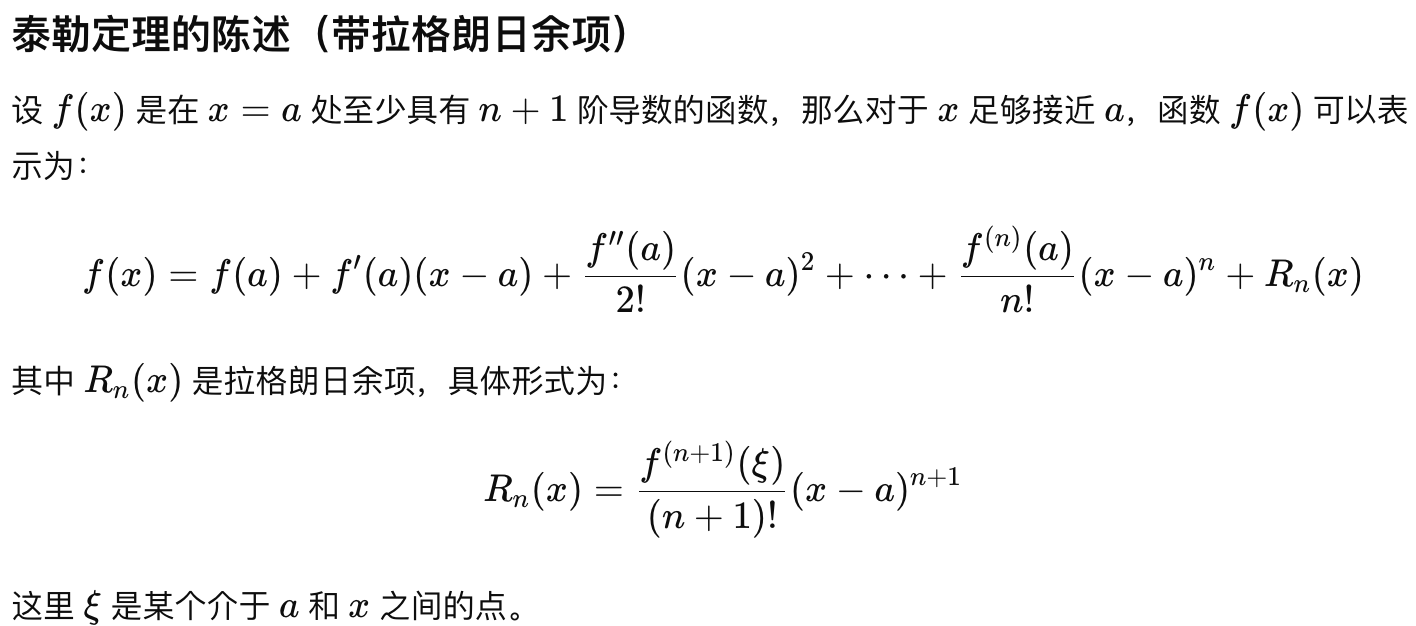 泰勒定理的陈述（带拉格朗日余项）
设 f(x) 是在 x = a 处至少具有 n + 1 阶导数的函数，那么对于 x 足够接近 a，函数 f(x) 可以表
示为：
f(x) = f(a) + f′(a)(x − a) + \frac{f″(a)}{2!}(x − a)^2 + ⋯ + \frac{f^{(n)}(a)}{n!}(x − a)^n + R_n(x)
其中 R_n(x) 是拉格朗日余项，具体形式为：
R_n(x) = \frac{f^{(n+1)}(ξ)}{(n + 1)!}(x − a)^{n+1}
这里 ξ 是某个介于 a 和 x 之间的点。